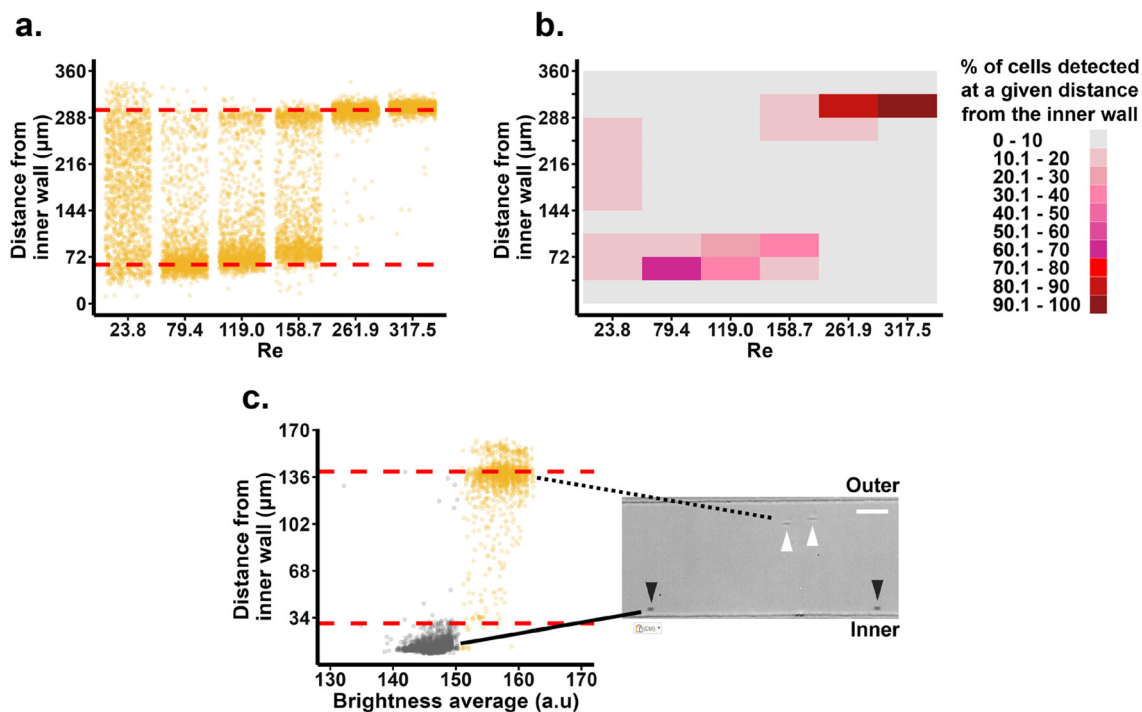 a.
Distance from
inner wall (µm)
360
288
216
144
72
0
23.8 79.4 119.0 158.7 261.9 317.5
Re
b.
Distance from
inner wall (µm)
360
288
216
144
72
0
23.8 79.4 119.0 158.7 261.9 317.5
Re
% of cells detected
at a given distance
from the inner wall
0 - 10
10.1 - 20
20.1 - 30
30.1 - 40
40.1 - 50
50.1 - 60
60.1 - 70
70.1 - 80
80.1 - 90
90.1 - 100
c.
Distance from
inner wall (µm)
170
136
102
68
34
130 140 150 160 170
Brightness average (a.u)
Outer
Inner
(Ctrl)